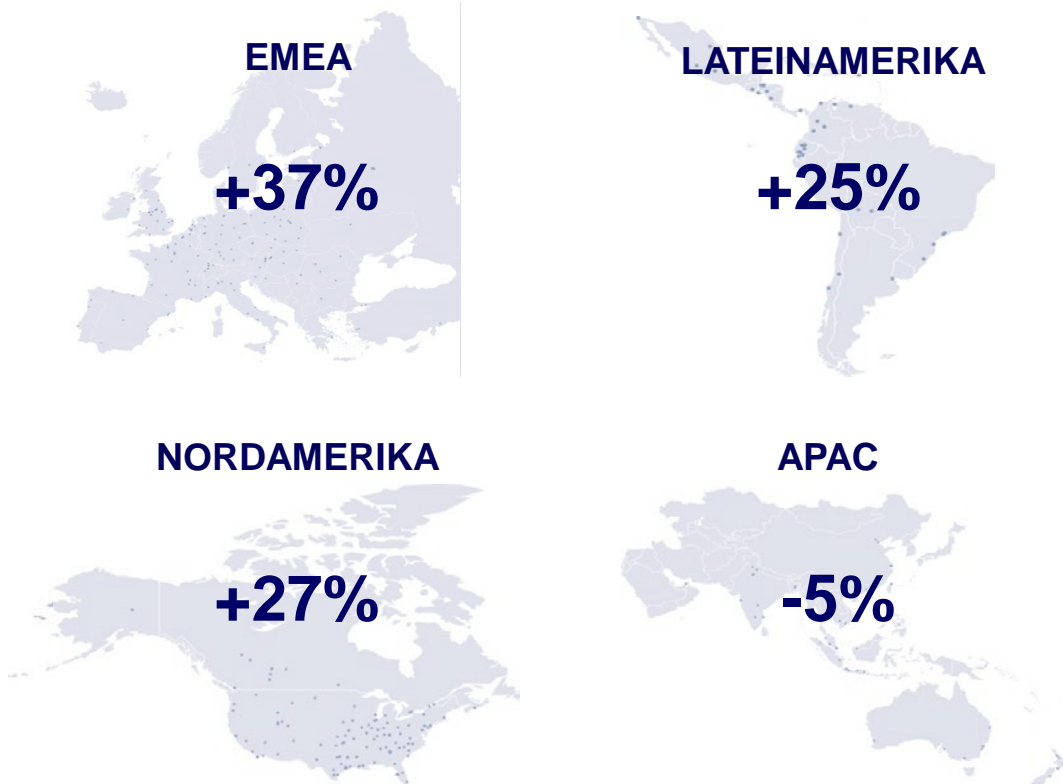 EMEA
+37%
LATEINAMERIKA
+25%
NORDAMERIKA
+27%
APAC
-5%